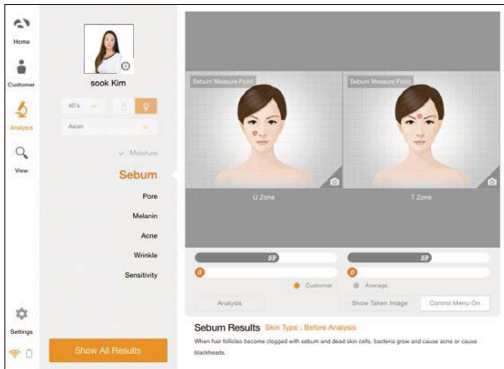 Home
Customer
Analysis
View
Settings
sook Kim
40's
Asian
Moisture
Sebum
Pore
Melanin
Acne
Wrinkle
Sensitivity
Show All Results
Sebum Measure Point
Sebum Measure Point
U Zone
T Zone
59
59
0
0
Customer
Average
Analysis
Show Taken Image
Control Menu On
Sebum Results Skin Type : Before Analysis
When hair follicles become clogged with sebum and dead skin cells, bacteria grow and cause acne or cause
blackheads.